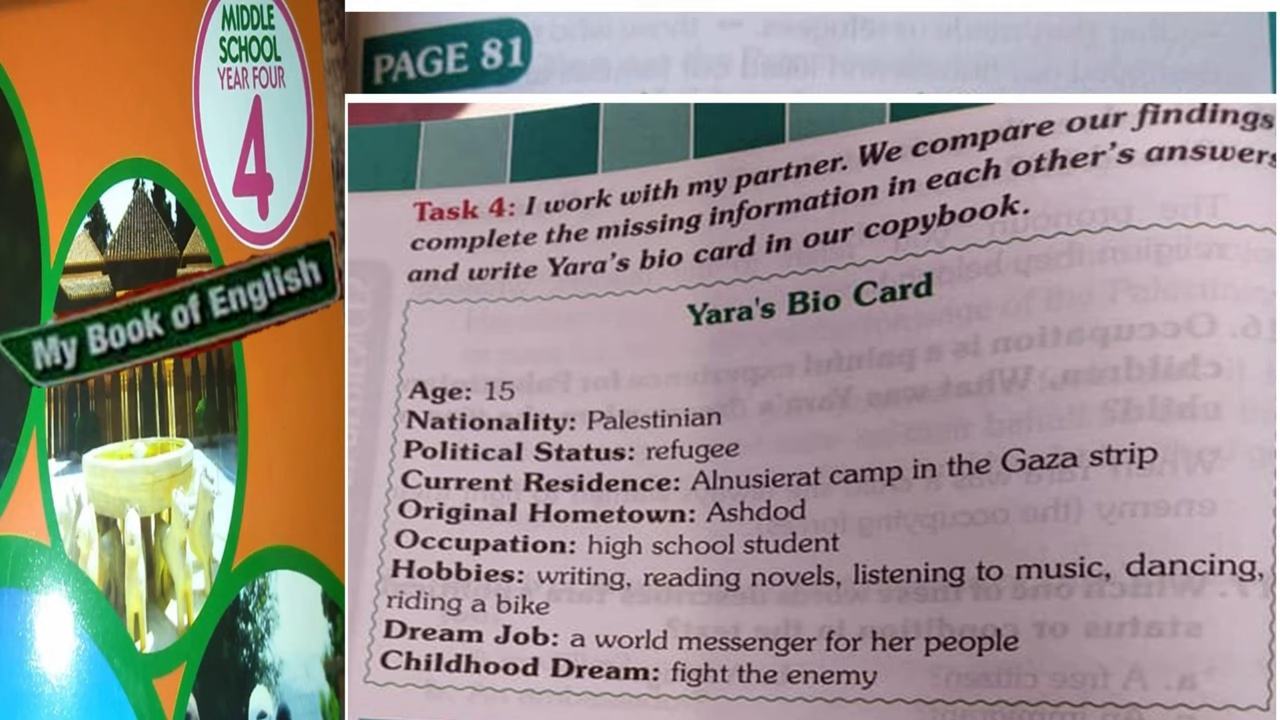 MIDDLE
SCHOOL
YEAR FOUR
4
My Book of English
PAGE 81
Task 4: I work with my partner. We compare our findings
complete the missing information in each other's answers
and write Yara's bio card in our copybook.
Yara's Bio Card
Age: 15
Nationality: Palestinian
Political Status: refugee
Current Residence: Alnusierat camp in the Gaza strip
Original Hometown: Ashdod
Occupation: high school student
Hobbies: writing, reading novels, listening to music, dancing,
riding a bike
Dream Job: a world messenger for her people
Childhood Dream: fight the enemy